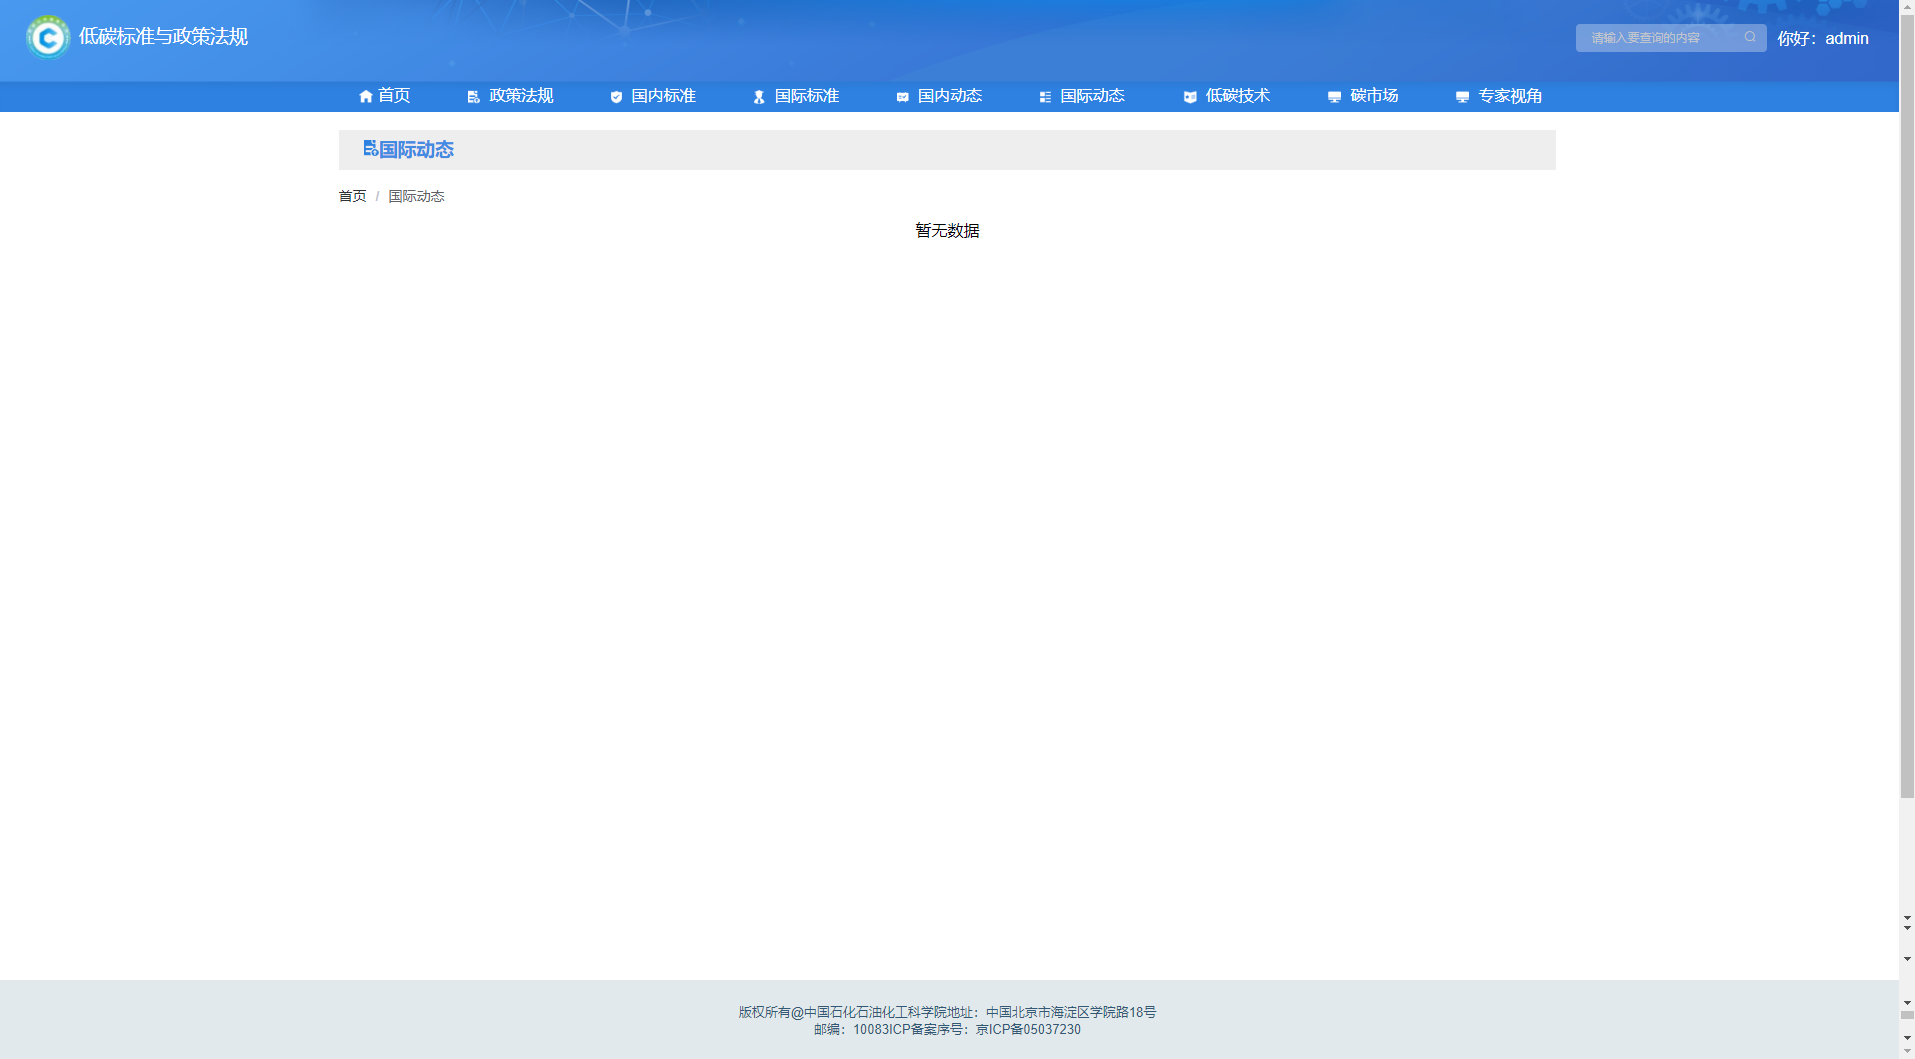 低碳标准与政策法规
请输入要查询的内容
你好：admin
首页 政策法规 国内标准 国际标准 国内动态 国际动态 低碳技术 碳市场 专家视角
国际动态
首页 / 国际动态
暂无数据
版权所有@中国石化石油化工科学院地址：中国北京市海淀区学院路18号
邮编：10083ICP备案序号：京ICP备05037230